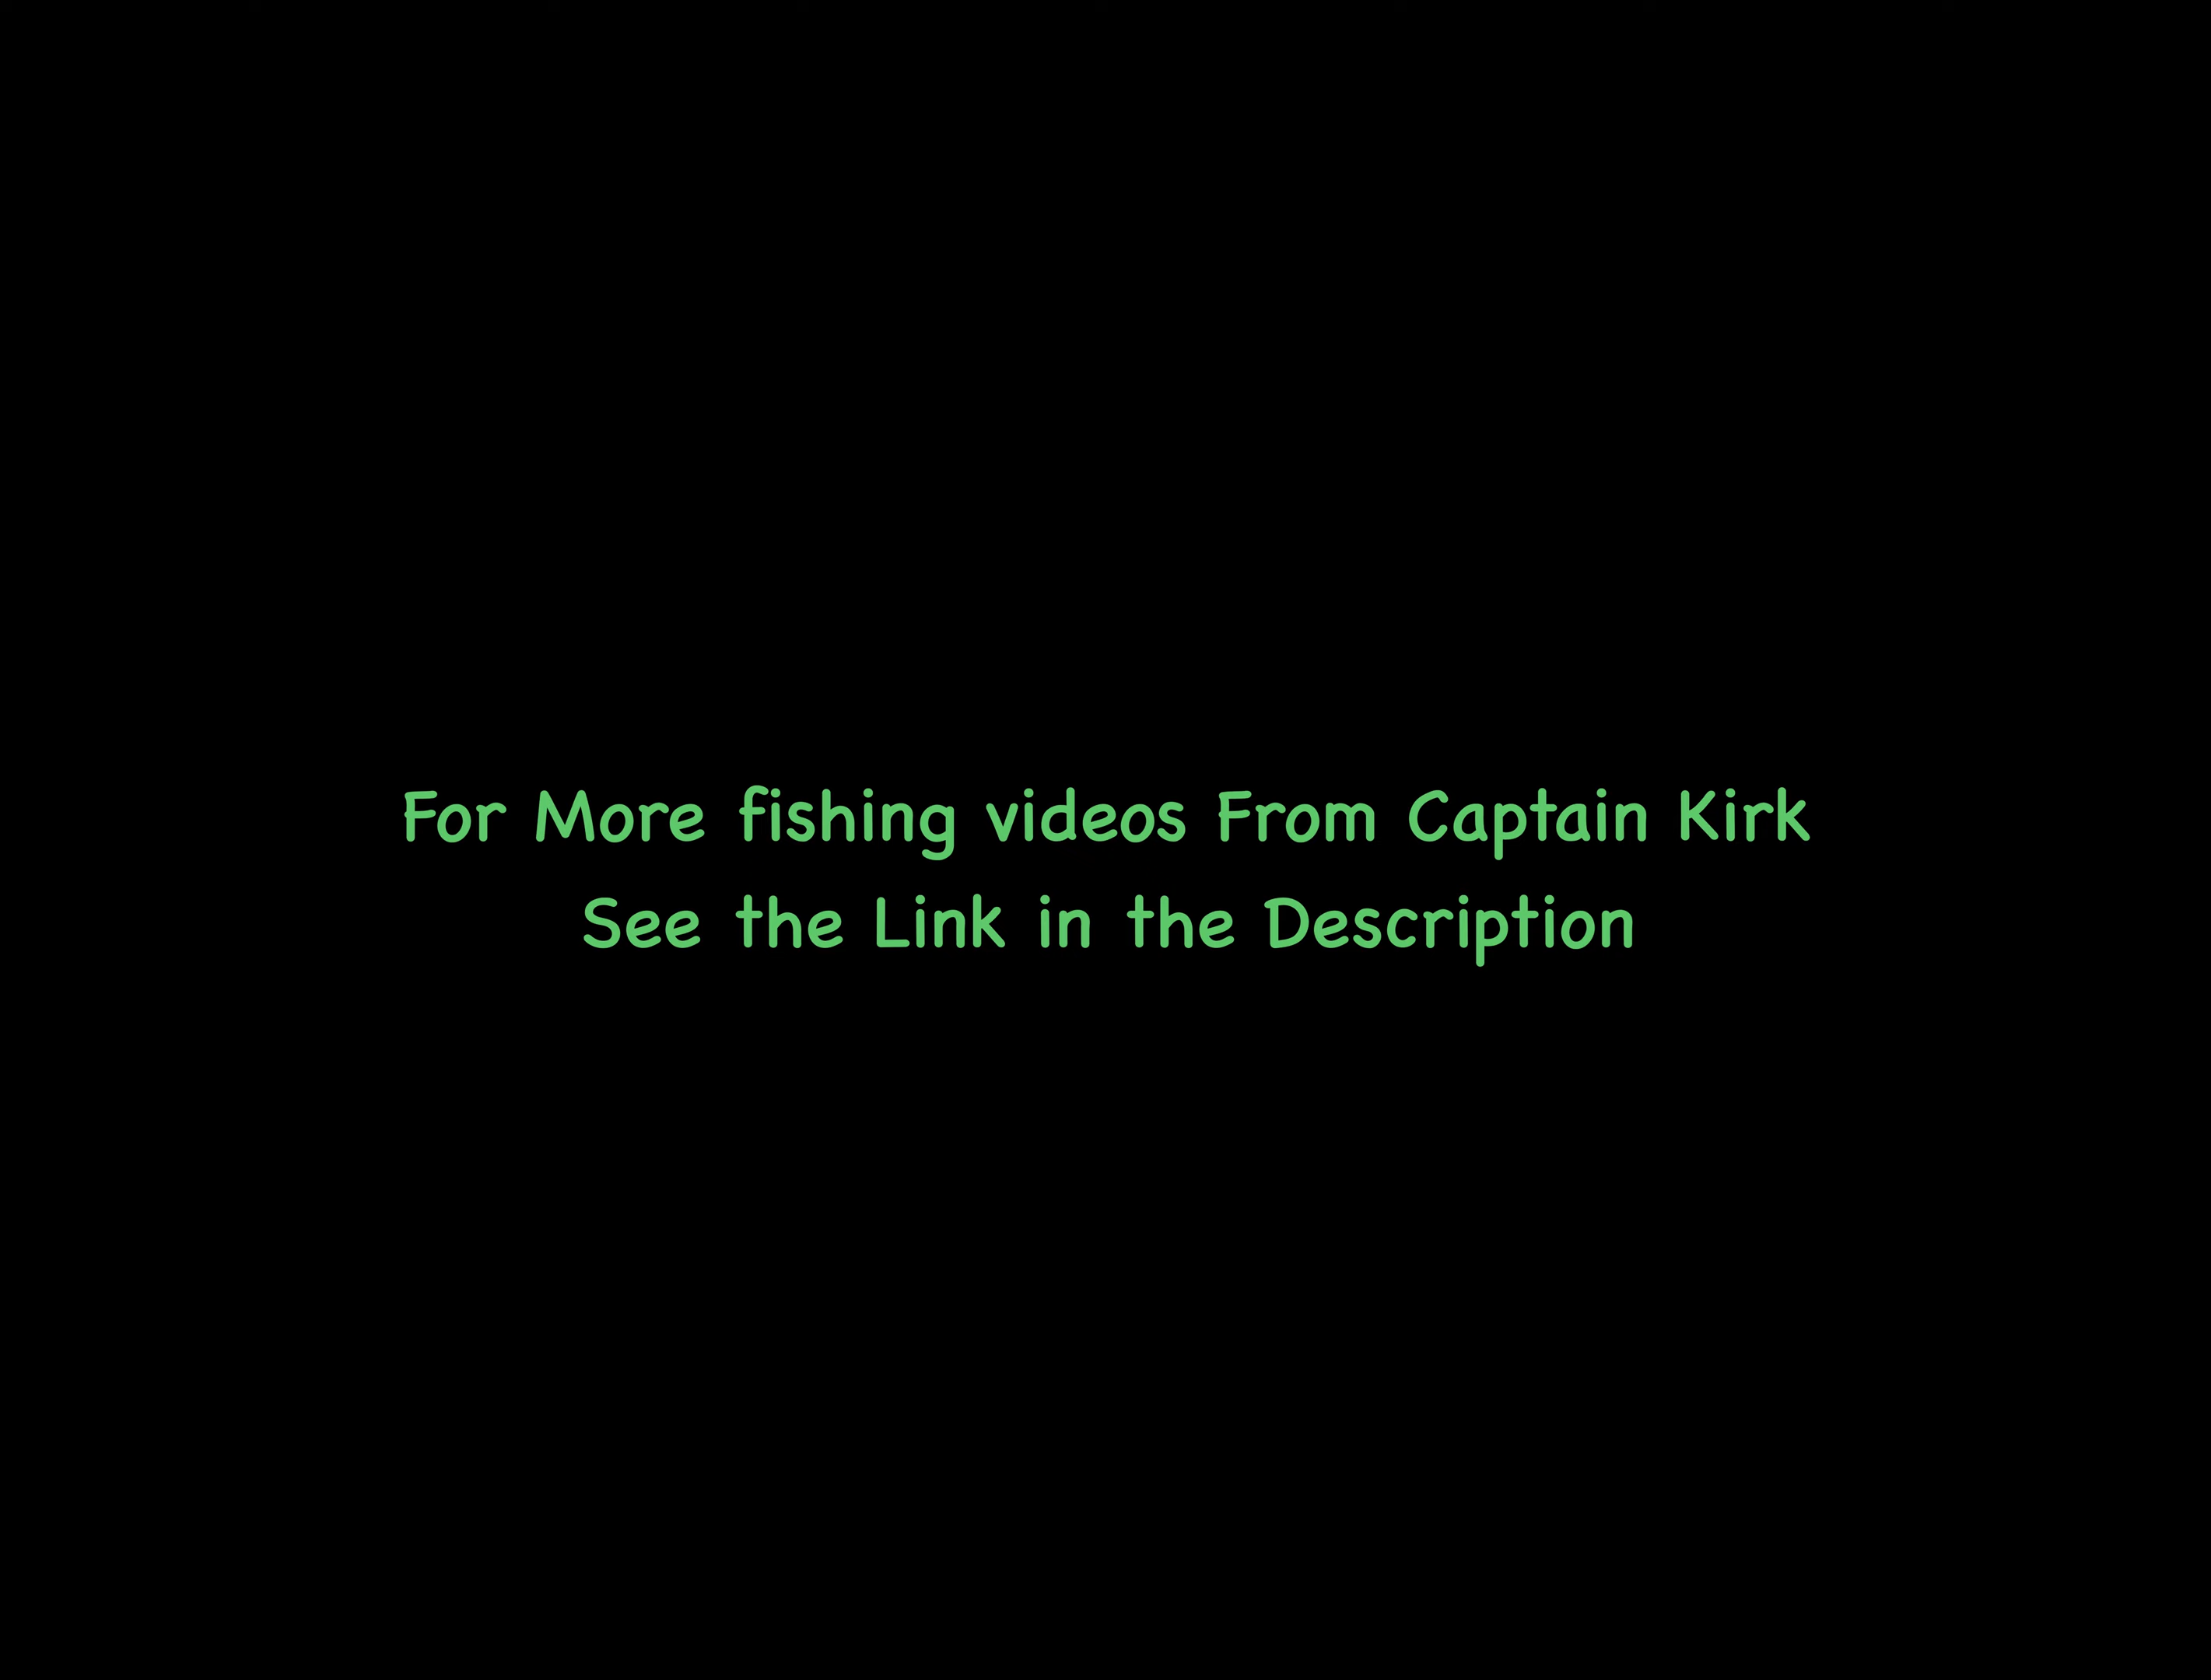 For More fishing videos From Captain Kirk
See the Link in the Description